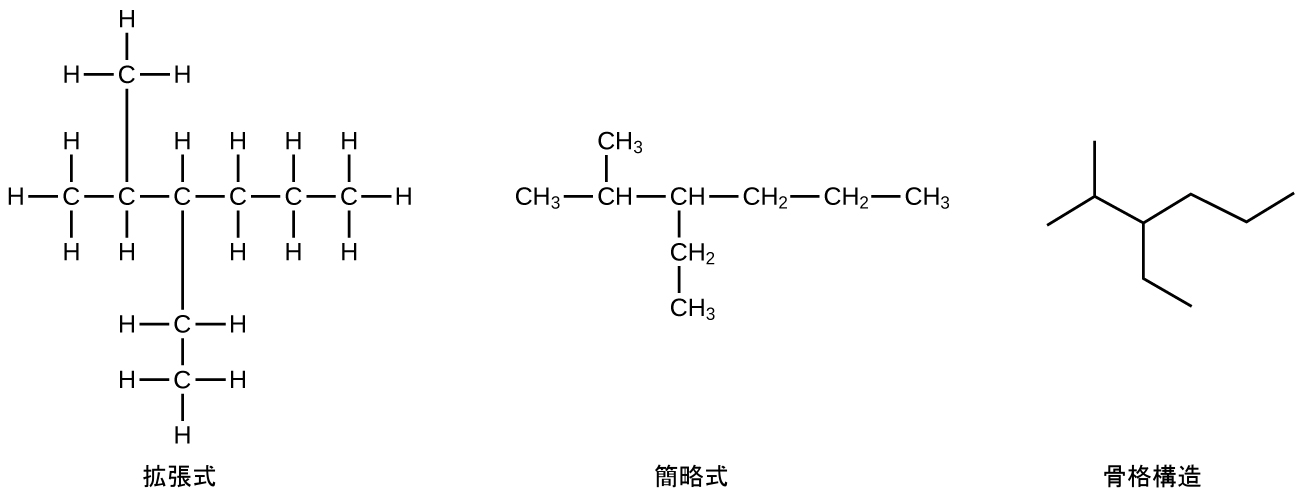 H
H C H
H H H H H
H C C C C C C H
H H H H H
H C H
H C H
H
CH₃
CH₃ CH CH CH₂ CH₂ CH₃
CH₂
CH₃
拡張式 簡略式 骨格構造